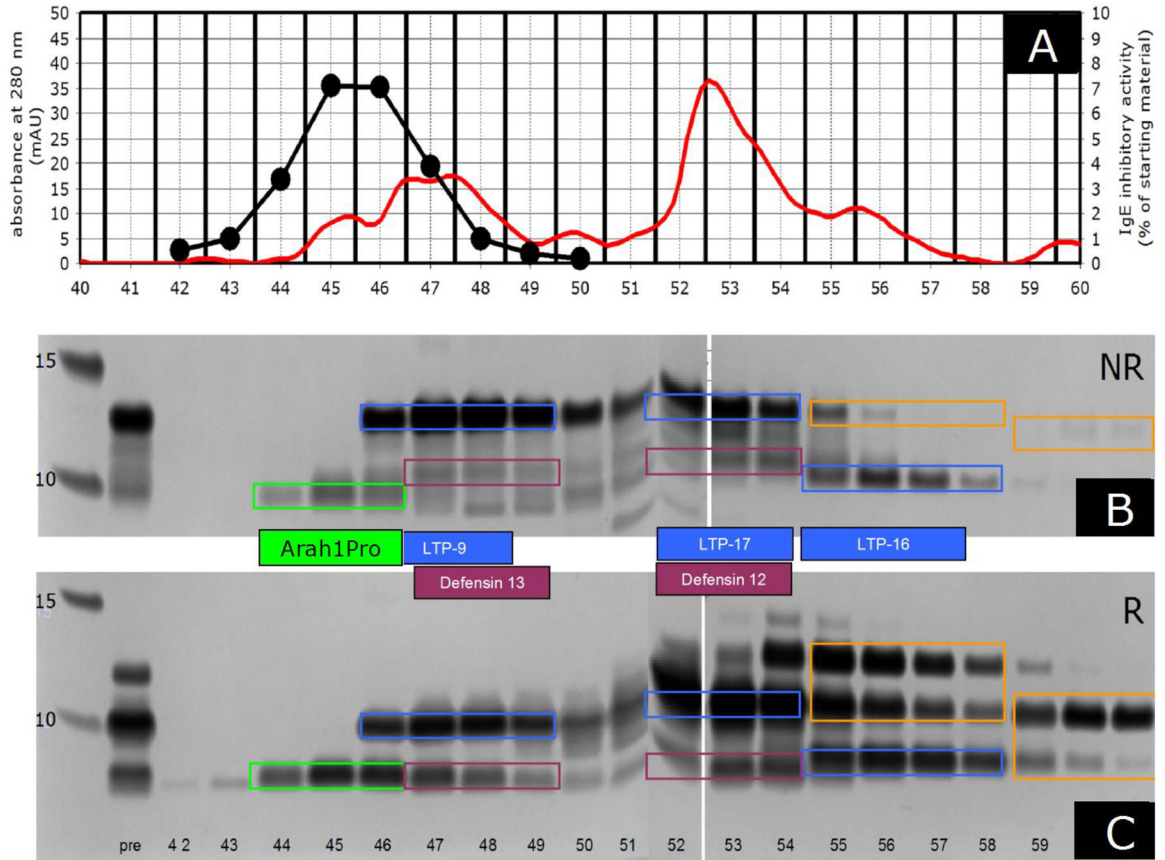 absorbance at 280 nm
(mAU)
50
45
40
35
30
25
20
15
10
5
0
A
10
9
8
7
6
5
4
3
2
1
0
IgE inhibitory activity
(% of starting material)
40 41 42 43 44 45 46 47 48 49 50 51 52 53 54 55 56 57 58 59 60
15
NR
10
B
Arah1Pro LTP-9 LTP-17 LTP-16
Defensin 13 Defensin 12
15
R
10
pre 4 2 43 44 45 46 47 48 49 50 51 52 53 54 55 56 57 58 59
C